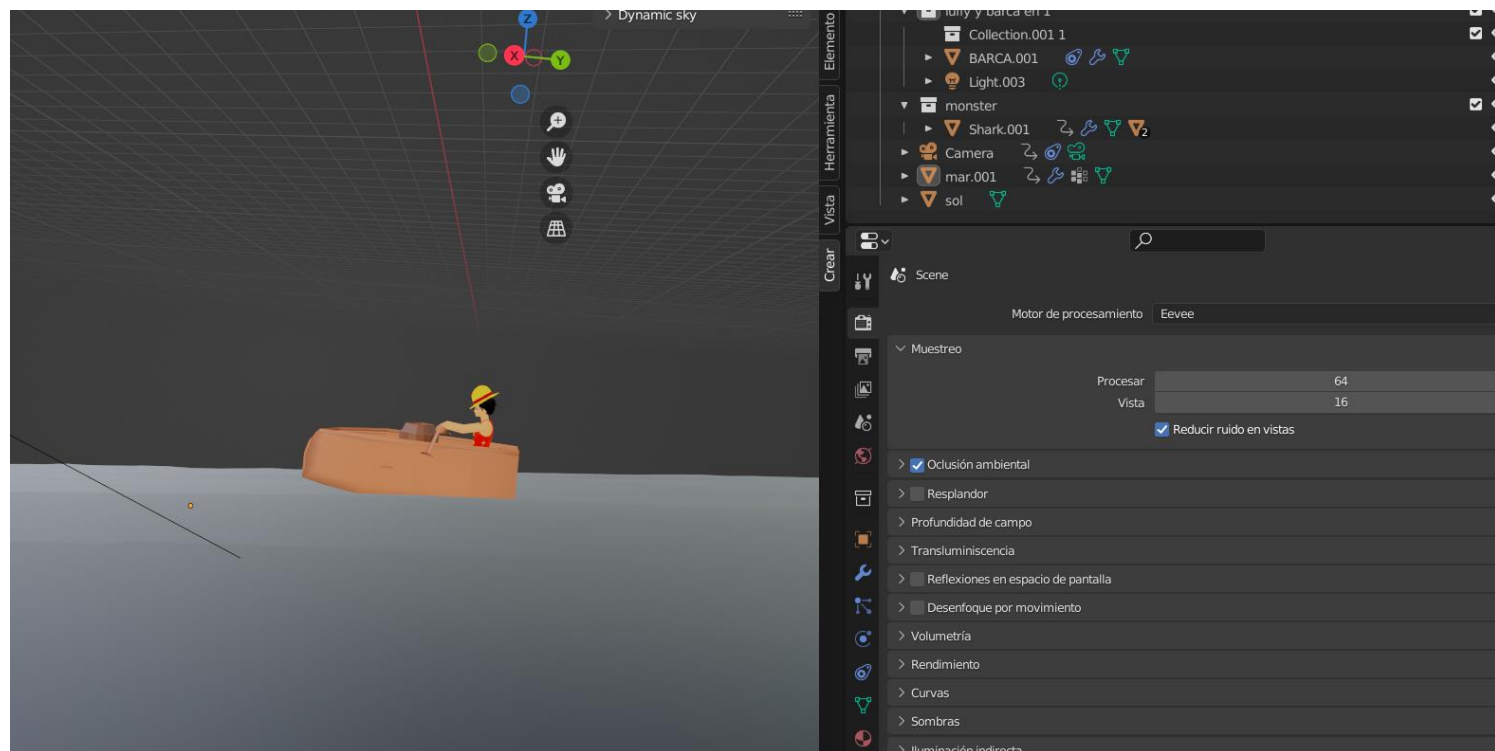 Dynamic sky
Z
X
Y
Elemento
Herramienta
Vista
Crear
luffy y barca en 1
Collection.001 1
BARCA.001
Light.003
monster
Shark.001
2
Camera
mar.001
sol
Scene
Motor de procesamiento Eevee
Muestreo
Procesar 64
Vista 16
Reducir ruido en vistas
Oclusión ambiental
Resplandor
Profundidad de campo
Transluminiscencia
Reflexiones en espacio de pantalla
Desenfoque por movimiento
Volumetría
Rendimiento
Curvas
Sombras
Iluminación indirecta